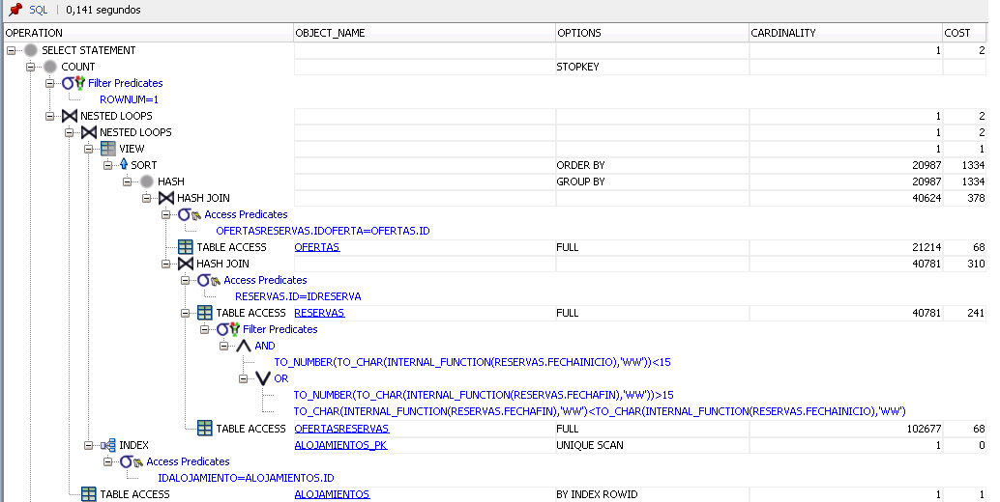 SQL | 0,141 segundos
OPERATION OBJECT_NAME OPTIONS CARDINALITY COST
SELECT STATEMENT 1 2
COUNT STOPKEY
Filter Predicates
ROWNUM=1
NESTED LOOPS 1 2
NESTED LOOPS 1 2
VIEW 1 1
SORT ORDER BY 20987 1334
HASH GROUP BY 20987 1334
HASH JOIN 40624 378
Access Predicates
OFERTASRESERVAS.IDOFERTA=OFERTAS.ID
TABLE ACCESS OFERTAS FULL 21214 68
HASH JOIN 40781 310
Access Predicates
RESERVAS.ID=IDRESERVA
TABLE ACCESS RESERVAS FULL 40781 241
Filter Predicates
AND
TO_NUMBER(TO_CHAR(INTERNAL_FUNCTION(RESERVAS.FECHAINICIO),'WW'))<15
OR
TO_NUMBER(TO_CHAR(INTERNAL_FUNCTION(RESERVAS.FECHAFIN),'WW'))>15
TO_CHAR(INTERNAL_FUNCTION(RESERVAS.FECHAFIN),'WW')<TO_CHAR(INTERNAL_FUNCTION(RESERVAS.FECHAINICIO),'WW')
TABLE ACCESS OFERTASRESERVAS FULL 102677 68
INDEX ALOJAMIENTOS_PK UNIQUE SCAN 1 0
Access Predicates
IDALOJAMIENTO=ALOJAMIENTOS.ID
TABLE ACCESS ALOJAMIENTOS BY INDEX ROWID 1 1